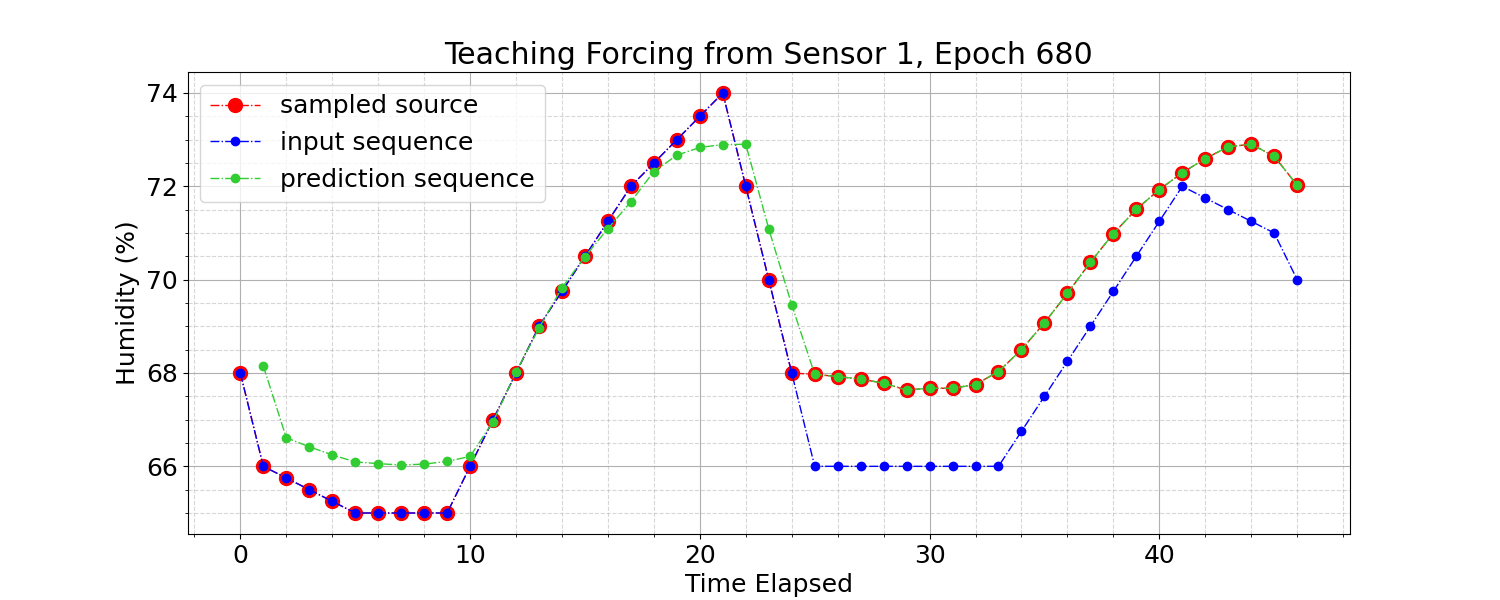 Teaching Forcing from Sensor 1, Epoch 680
sampled source
input sequence
prediction sequence
Humidity (%)
74
72
70
68
66
0
10
20
30
40
Time Elapsed